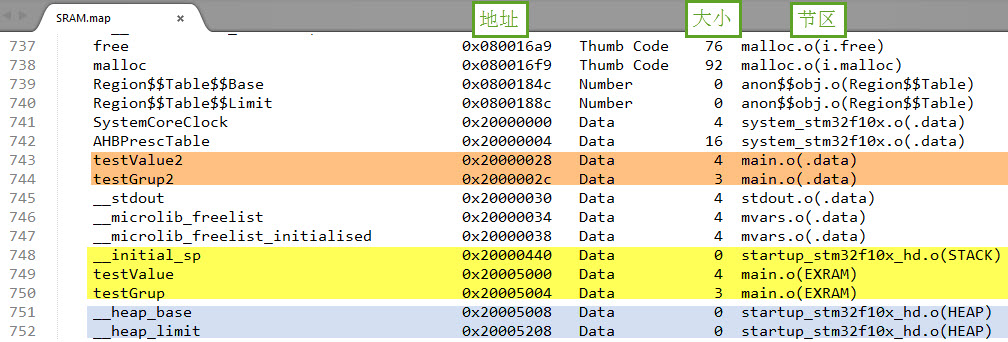 SRAM.map
地址 大小 节区
737 free 0x080016a9 Thumb Code 76 malloc.o(i.free)
738 malloc 0x080016f9 Thumb Code 92 malloc.o(i.malloc)
739 Region$$Table$$Base 0x0800184c Number 0 anon$$obj.o(Region$$Table)
740 Region$$Table$$Limit 0x0800188c Number 0 anon$$obj.o(Region$$Table)
741 SystemCoreClock 0x20000000 Data 4 system_stm32f10x.o(.data)
742 AHBPrescTable 0x20000004 Data 16 system_stm32f10x.o(.data)
743 testValue2 0x20000028 Data 4 main.o(.data)
744 testGrup2 0x2000002c Data 3 main.o(.data)
745 __stdout 0x20000030 Data 4 stdout.o(.data)
746 __microlib_freelist 0x20000034 Data 4 mvars.o(.data)
747 __microlib_freelist_initialised 0x20000038 Data 4 mvars.o(.data)
748 __initial_sp 0x20000440 Data 0 startup_stm32f10x_hd.o(STACK)
749 testValue 0x20005000 Data 4 main.o(EXRAM)
750 testGrup 0x20005004 Data 3 main.o(EXRAM)
751 __heap_base 0x20005008 Data 0 startup_stm32f10x_hd.o(HEAP)
752 __heap_limit 0x20005208 Data 0 startup_stm32f10x_hd.o(HEAP)